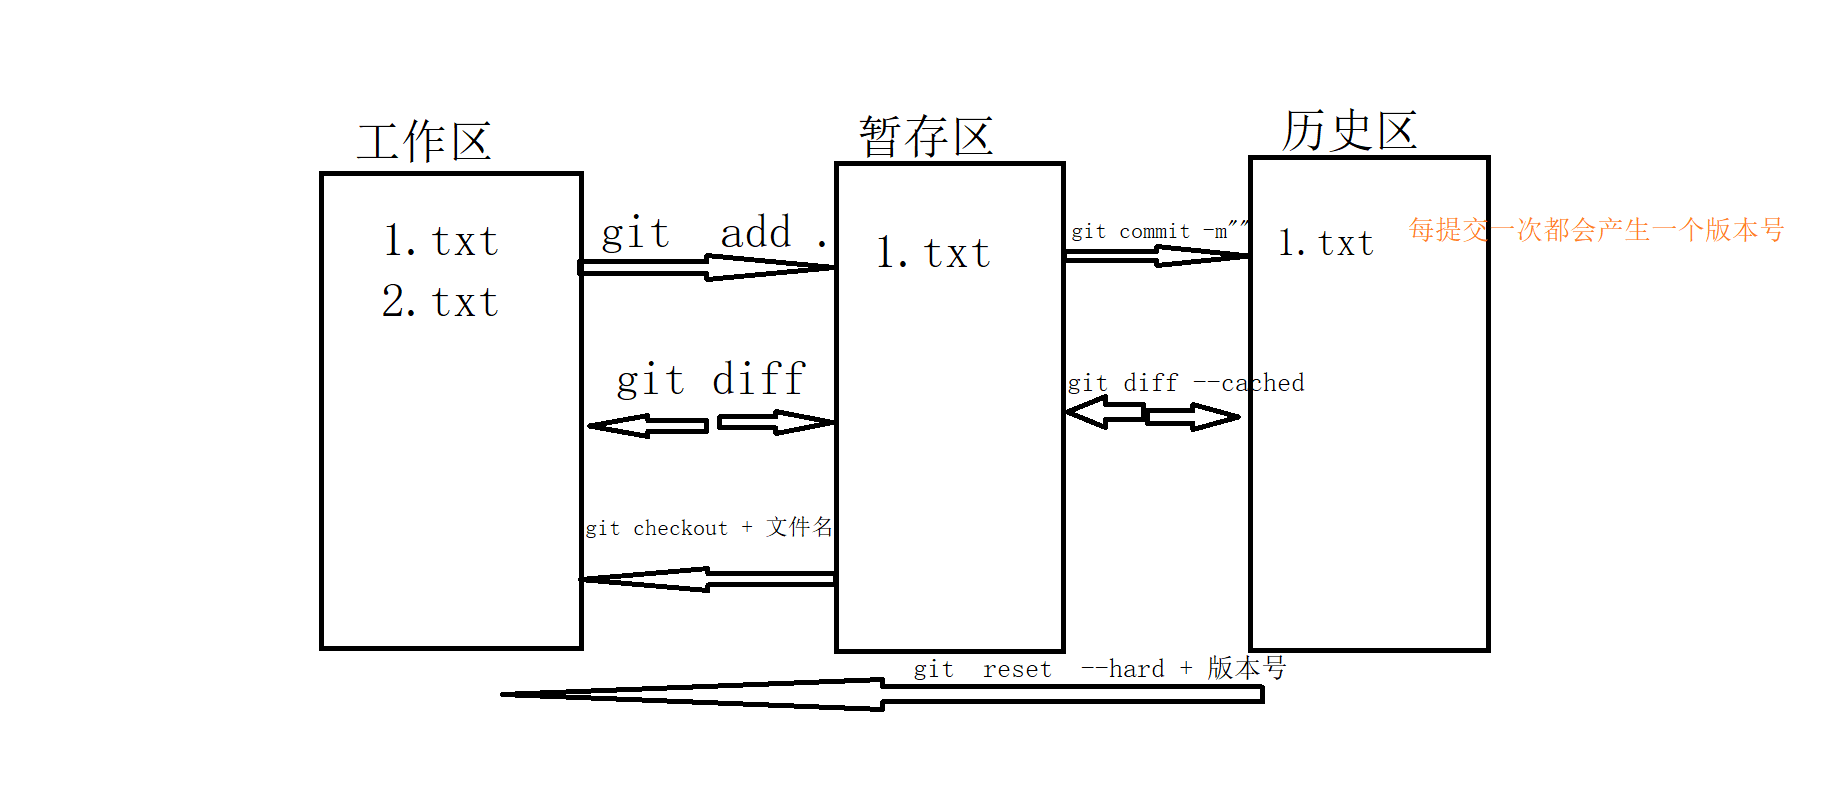 工作区
暂存区
历史区
1.txt
2.txt
git add .
1.txt
git commit -m""
1.txt
每提交一次都会产生一个版本号
git diff
git diff --cached
git checkout + 文件名
git reset --hard + 版本号